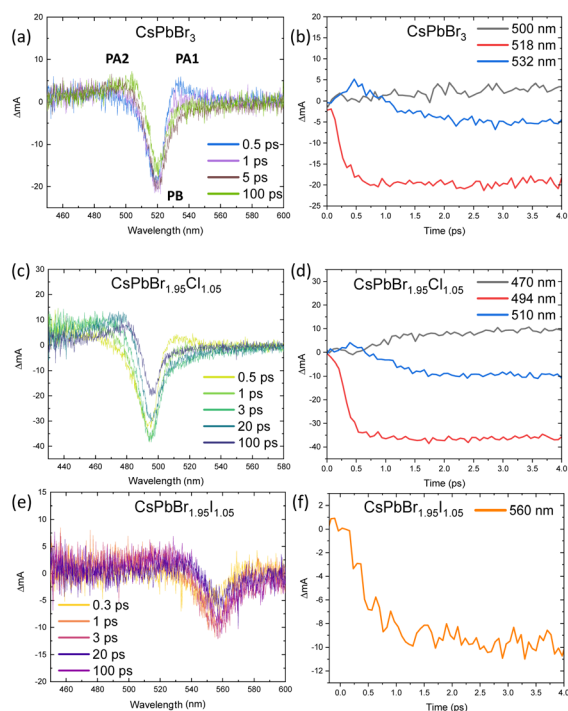 (a)
CsPbBr3
PA2
PA1
PB
0.5 ps
1 ps
5 ps
100 ps
10
5
0
-5
-10
-15
-20
-25
460 480 500 520 540 560 580 600
ΔmA
Wavelength (nm)
(b)
CsPbBr3
500 nm
518 nm
532 nm
15
10
5
0
-5
-10
-15
-20
-25
0.0 0.5 1.0 1.5 2.0 2.5 3.0 3.5 4.0
ΔmA
Time (ps)
(c)
CsPbBr1.95Cl1.05
0.5 ps
1 ps
3 ps
20 ps
100 ps
30
20
10
0
-10
-20
-30
-40
440 460 480 500 520 540 560 580
ΔmA
Wavelength (nm)
(d)
CsPbBr1.95Cl1.05
470 nm
494 nm
510 nm
30
20
10
0
-10
-20
-30
-40
0.0 0.5 1.0 1.5 2.0 2.5 3.0 3.5 4.0
ΔmA
Time (ps)
(e)
CsPbBr1.95I1.05
0.3 ps
1 ps
3 ps
20 ps
100 ps
15
10
5
0
-5
-10
-15
-20
460 480 500 520 540 560 580 600
ΔmA
Wavelength (nm)
(f)
CsPbBr1.95I1.05
560 nm
2
0
-2
-4
-6
-8
-10
-12
0.0 0.5 1.0 1.5 2.0 2.5 3.0 3.5 4.0
ΔmA
Time (ps)